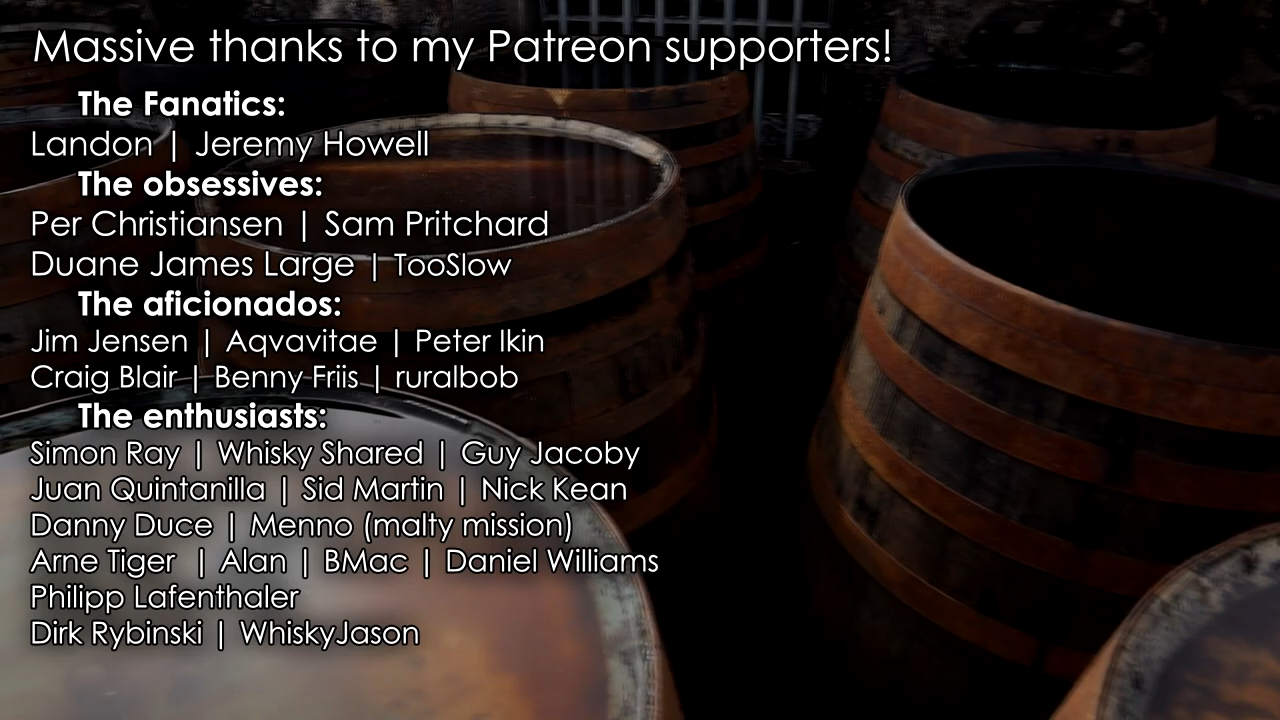 Massive thanks to my Patreon supporters!
The Fanatics:
Landon | Jeremy Howell
The obsessives:
Per Christiansen | Sam Pritchard
Duane James Large | TooSlow
The aficionados:
Jim Jensen | Aqvavitae | Peter Ikin
Craig Blair | Benny Friis | ruralbob
The enthusiasts:
Simon Ray | Whisky Shared | Guy Jacoby
Juan Quintanilla | Sid Martin | Nick Kean
Danny Duce | Menno (malty mission)
Arne Tiger | Alan | BMac | Daniel Williams
Philipp Lafenthaler
Dirk Rybinski | WhiskyJason